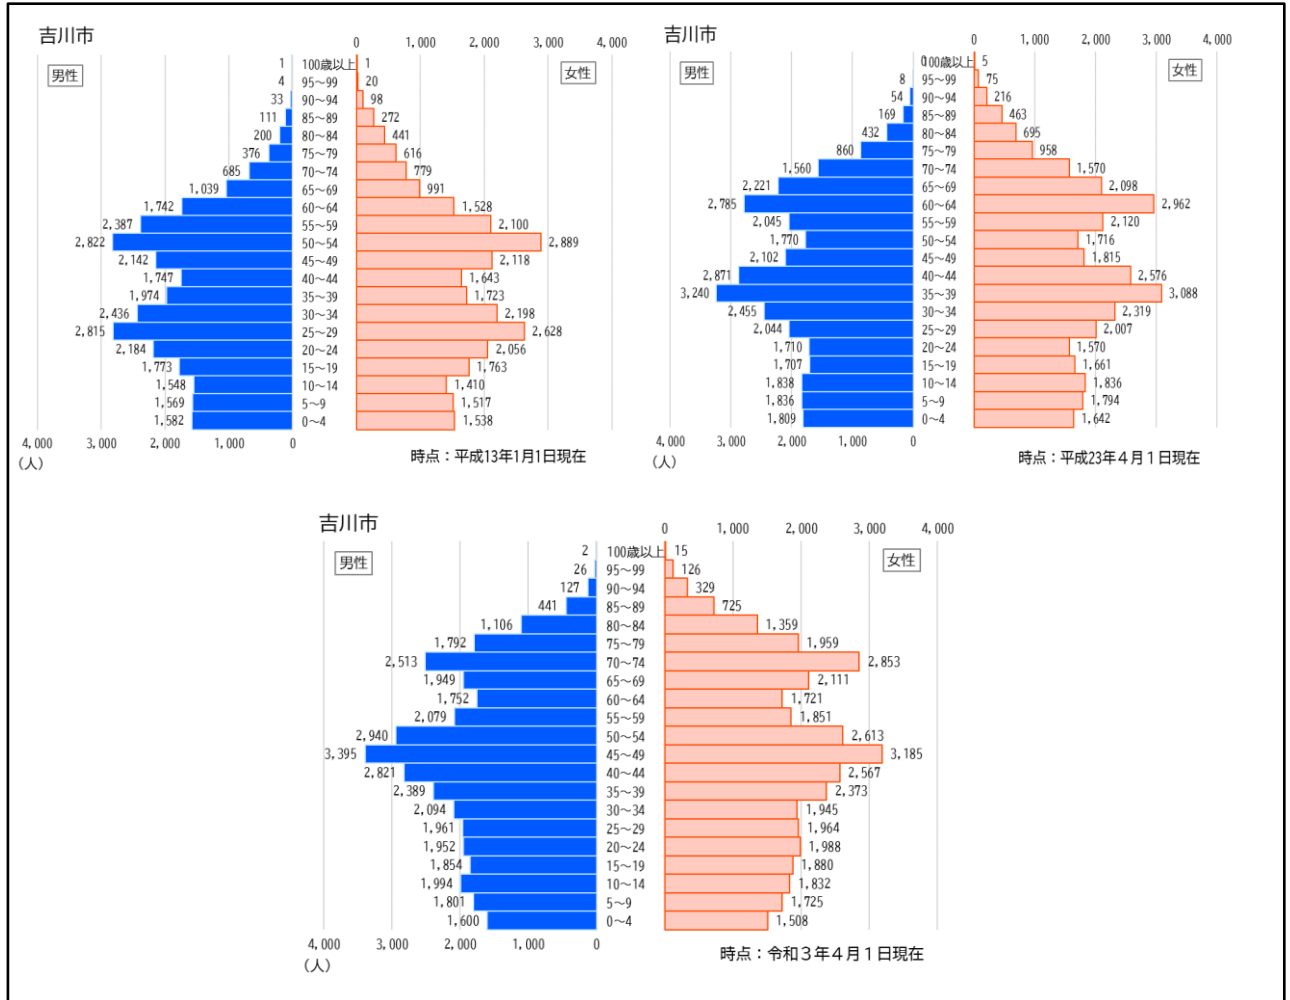 吉川市
0 1,000 2,000 3,000 4,000
男性 女性
1 100歳以上 1
4 95～99 20
33 90～94 98
111 85～89 272
200 80～84 441
376 75～79 616
685 70～74 779
1,039 65～69 991
1,742 60～64 1,528
2,387 55～59 2,100
2,822 50～54 2,889
2,142 45～49 2,118
1,747 40～44 1,643
1,974 35～39 1,723
2,436 30～34 2,198
2,815 25～29 2,628
2,184 20～24 2,056
1,773 15～19 1,763
1,548 10～14 1,410
1,569 5～9 1,517
1,582 0～4 1,538
4,000 3,000 2,000 1,000 0
(人)
時点：平成13年1月1日現在
吉川市
0 1,000 2,000 3,000 4,000
男性 女性
0 100歳以上 5
8 95～99 75
54 90～94 216
169 85～89 463
432 80～84 695
860 75～79 958
1,560 70～74 1,570
2,221 65～69 2,098
2,785 60～64 2,962
2,045 55～59 2,120
1,770 50～54 1,716
2,102 45～49 1,815
2,871 40～44 2,576
3,240 35～39 3,088
2,455 30～34 2,319
2,044 25～29 2,007
1,710 20～24 1,570
1,707 15～19 1,661
1,838 10～14 1,836
1,836 5～9 1,794
1,809 0～4 1,642
4,000 3,000 2,000 1,000 0
(人)
時点：平成23年4月1日現在
吉川市
0 1,000 2,000 3,000 4,000
男性 女性
2 100歳以上 15
26 95～99 126
127 90～94 329
441 85～89 725
1,106 80～84 1,359
1,792 75～79 1,959
2,513 70～74 2,853
1,949 65～69 2,111
1,752 60～64 1,721
2,079 55～59 1,851
2,940 50～54 2,613
3,395 45～49 3,185
2,821 40～44 2,567
2,389 35～39 2,373
2,094 30～34 1,945
1,961 25～29 1,964
1,952 20～24 1,988
1,854 15～19 1,880
1,994 10～14 1,832
1,801 5～9 1,725
1,600 0～4 1,508
4,000 3,000 2,000 1,000 0
(人)
時点：令和3年4月1日現在